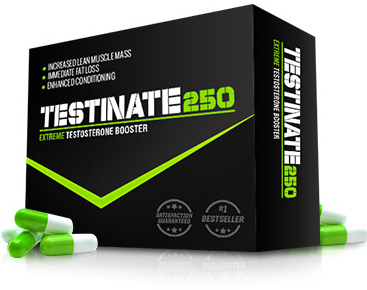 INCREASED LEAN MUSCLE MASS
IMMEDIATE FAT LOSS
ENHANCED CONDITIONING
TESTINATE250
EXTREME TESTOSTERONE BOOSTER
SATISFACTION
GUARANTEED
#1
BESTSELLER
TESTINATE250
EXTREME TESTOSTERONE BOOSTER